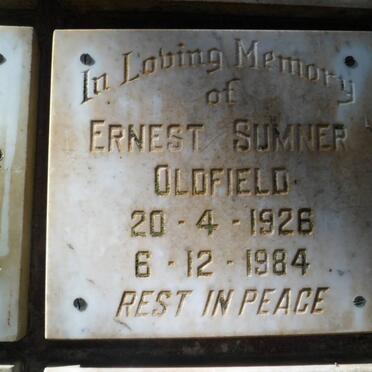 In Loving Memory
of
ERNEST SUMNER
OLDFIELD
20 - 4 - 1926
6 - 12 - 1984
REST IN PEACE